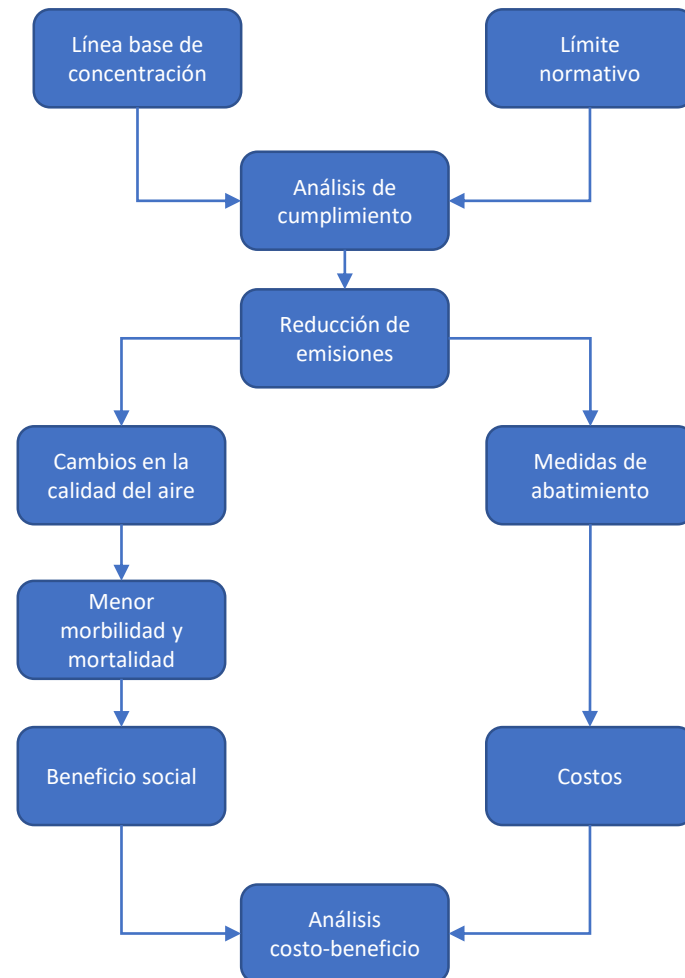 Línea base de
concentración
Límite
normativo
Análisis de
cumplimiento
Reducción de
emisiones
Cambios en la
calidad del aire
Medidas de
abatimiento
Menor
morbilidad y
mortalidad
Beneficio social
Costos
Análisis
costo-beneficio